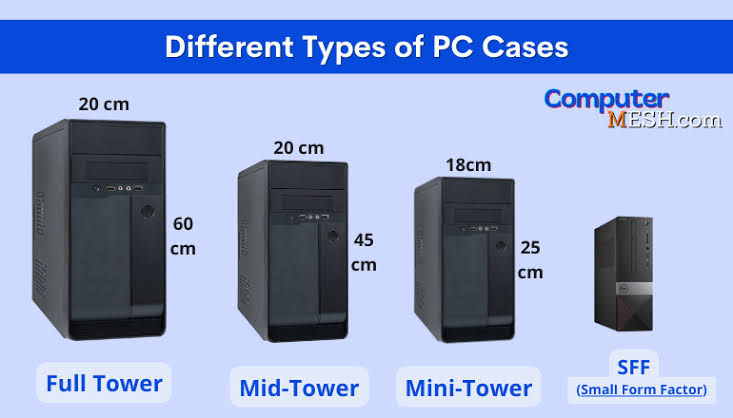 Different Types of PC Cases
Computer
MESH.com
20 cm
20 cm
18cm
60
cm
45
cm
25
cm
Full Tower
Mid-Tower
Mini-Tower
SFF
(Small Form Factor)